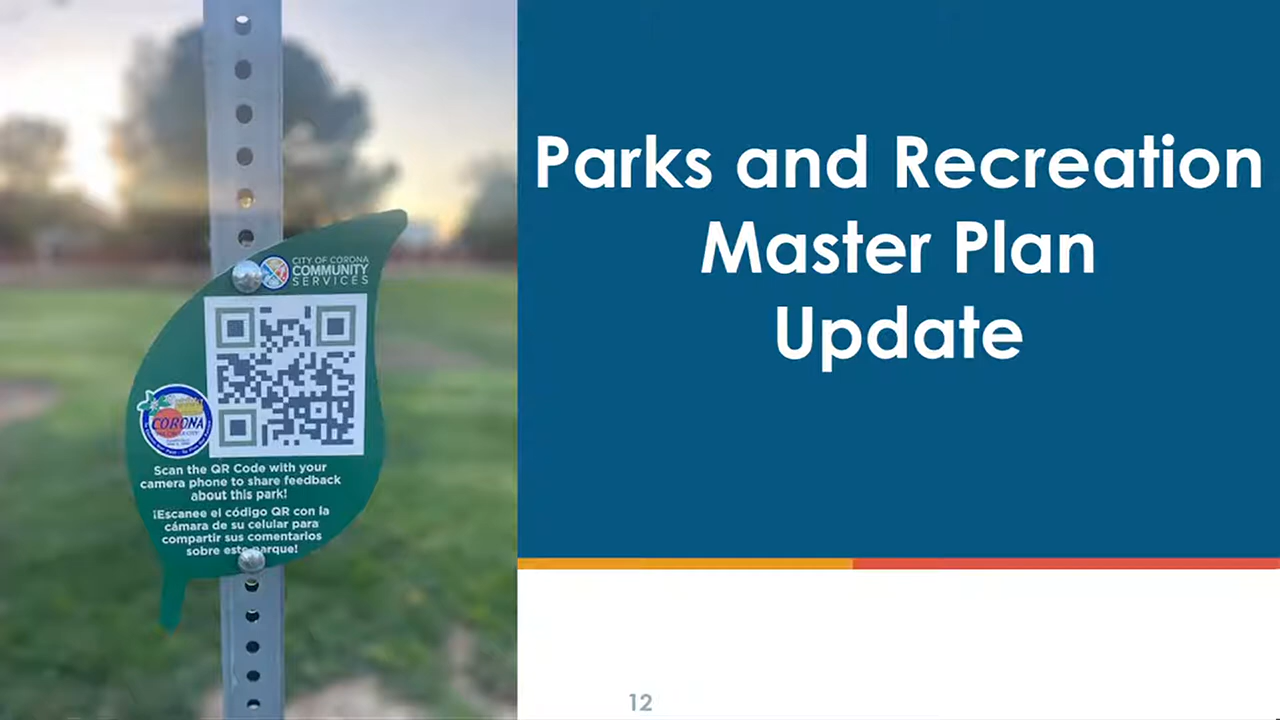 Parks and Recreation
Master Plan
Update
CITY OF CORONA
COMMUNITY
SERVICES
CORONA
Scan the QR Code with your
camera phone to share feedback
about this park!
¡Escanee el código QR con la
cámara de su celular para
compartir sus comentarios
sobre este parque!
12